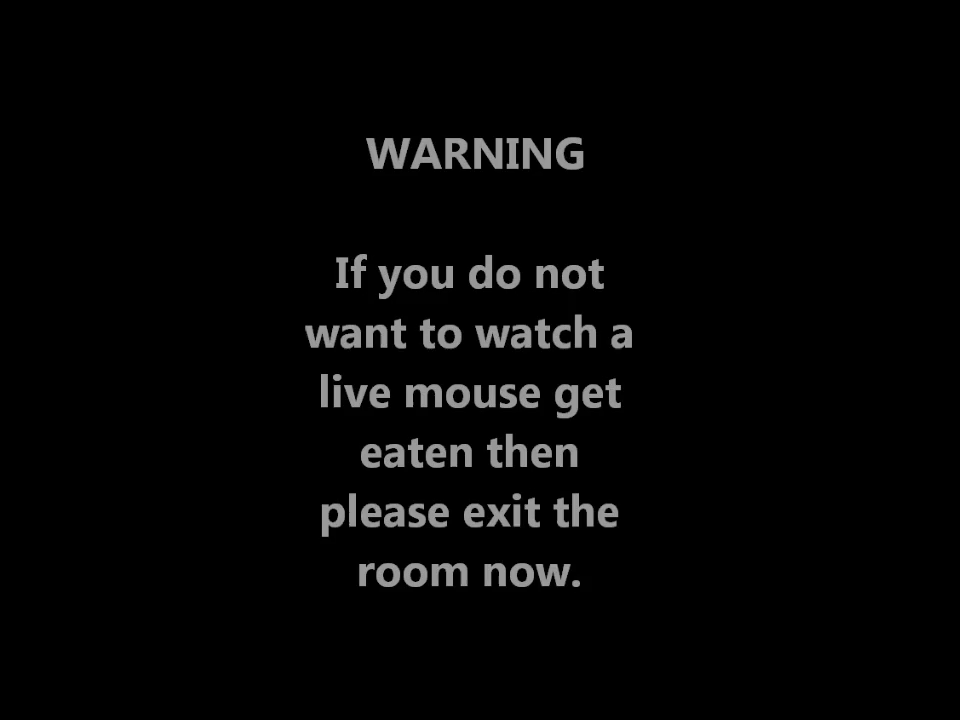 WARNING
If you do not
want to watch a
live mouse get
eaten then
please exit the
room now.